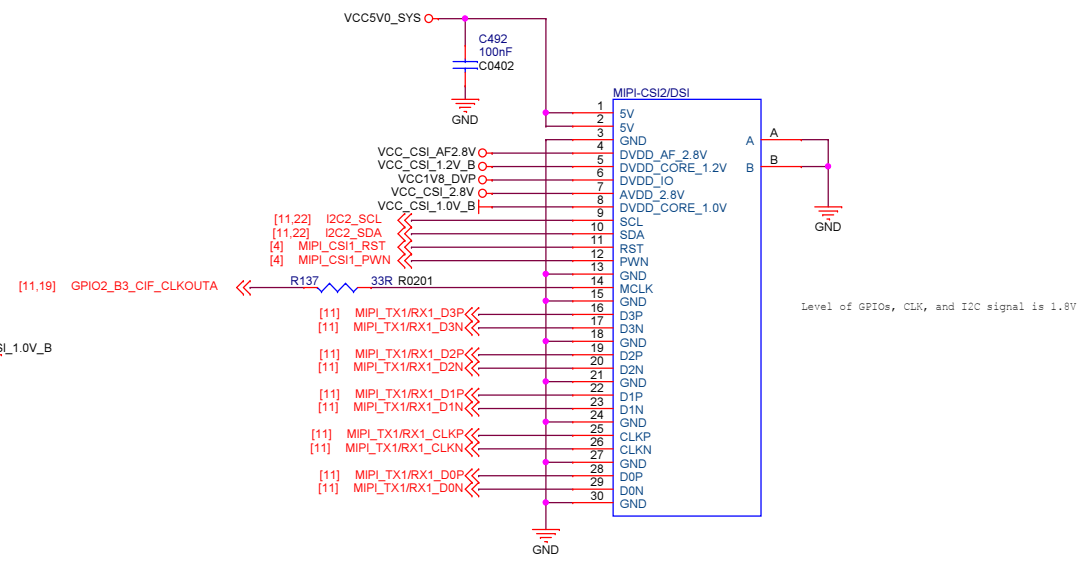 VCC5V0_SYS
C492
100nF
C0402
GND
MIPI-CSI2/DSI
1 5V
2 5V
3 GND
VCC_CSI_AF2.8V 4 DVDD_AF_2.8V
VCC_CSI_1.2V_B 5 DVDD_CORE_1.2V
VCC1V8_DVP 6 DVDD_IO
VCC_CSI_2.8V 7 AVDD_2.8V
VCC_CSI_1.0V_B 8 DVDD_CORE_1.0V
[11,22] I2C2_SCL 9 SCL
[11,22] I2C2_SDA 10 SDA
[4] MIPI_CSI1_RST 11 RST
[4] MIPI_CSI1_PWN 12 PWN
13 GND
[11,19] GPIO2_B3_CIF_CLKOUTA R137 33R R0201 14 MCLK
15 GND
[11] MIPI_TX1/RX1_D3P 16 D3P
[11] MIPI_TX1/RX1_D3N 17 D3N
18 GND
[11] MIPI_TX1/RX1_D2P 19 D2P
[11] MIPI_TX1/RX1_D2N 20 D2N
21 GND
[11] MIPI_TX1/RX1_D1P 22 D1P
[11] MIPI_TX1/RX1_D1N 23 D1N
24 GND
[11] MIPI_TX1/RX1_CLKP 25 CLKP
[11] MIPI_TX1/RX1_CLKN 26 CLKN
27 GND
[11] MIPI_TX1/RX1_D0P 28 D0P
[11] MIPI_TX1/RX1_D0N 29 D0N
30 GND
GND
A A
B B
GND
Level of GPIOs, CLK, and I2C signal is 1.8V
I_1.0V_B